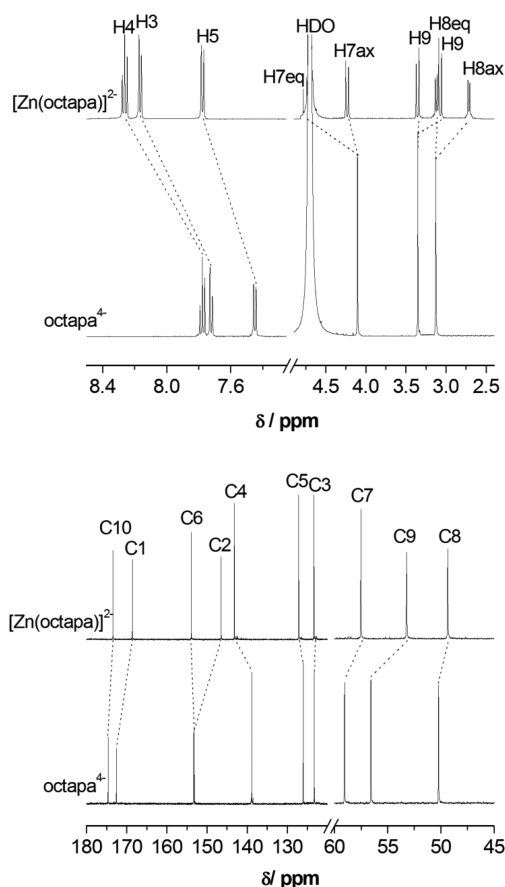 H4
H3
H5
HDO
H7ax
H8eq
H9
H9
H7eq
H8ax
[Zn(octapa)]²⁻
octapa⁴⁻
8.4 8.0 7.6 4.5 4.0 3.5 3.0 2.5
δ / ppm
C5
C3
C4
C7
C10
C6
C9
C8
C1
C2
[Zn(octapa)]²⁻
octapa⁴⁻
180 170 160 150 140 130 60 55 50 45
δ/ ppm